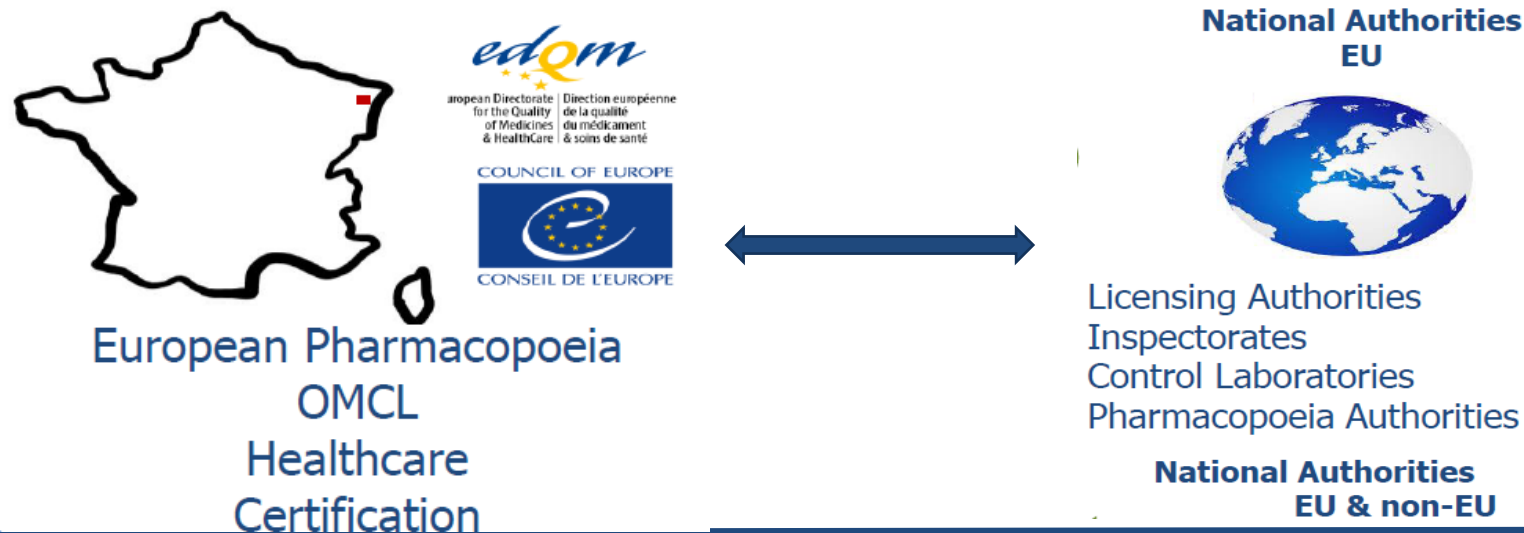 edqm
uropean Directorate | Direction européenne
for the Quality | de la qualité
of Medicines | du médicament
& HealthCare | & soins de santé
COUNCIL OF EUROPE
CONSEIL DE L'EUROPE
European Pharmacopoeia
OMCL
Healthcare
Certification
National Authorities
EU
Licensing Authorities
Inspectorates
Control Laboratories
Pharmacopoeia Authorities
National Authorities
EU & non-EU